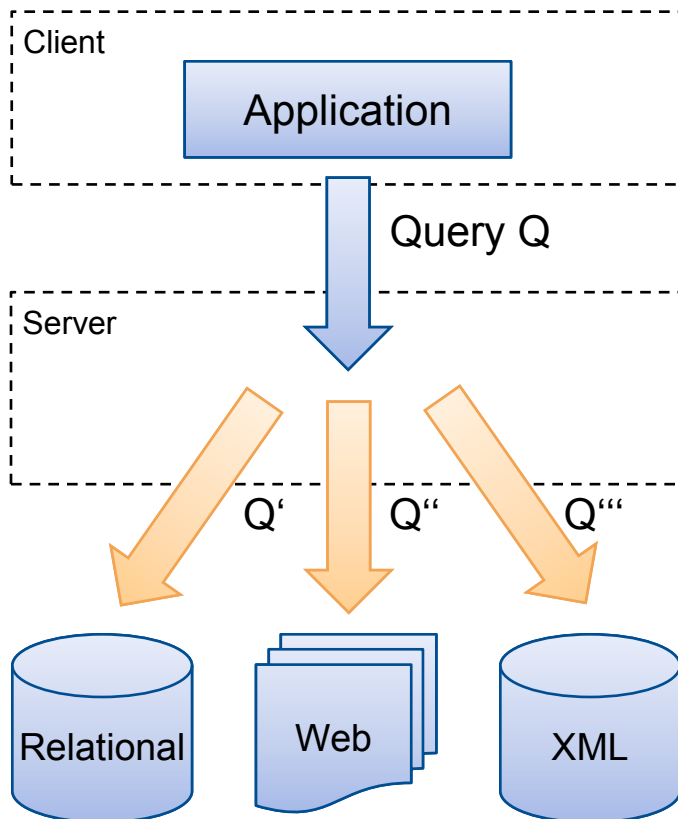 Client
Application
Query Q
Server
Q‘ Q‘‘ Q‘‘‘
Relational Web XML